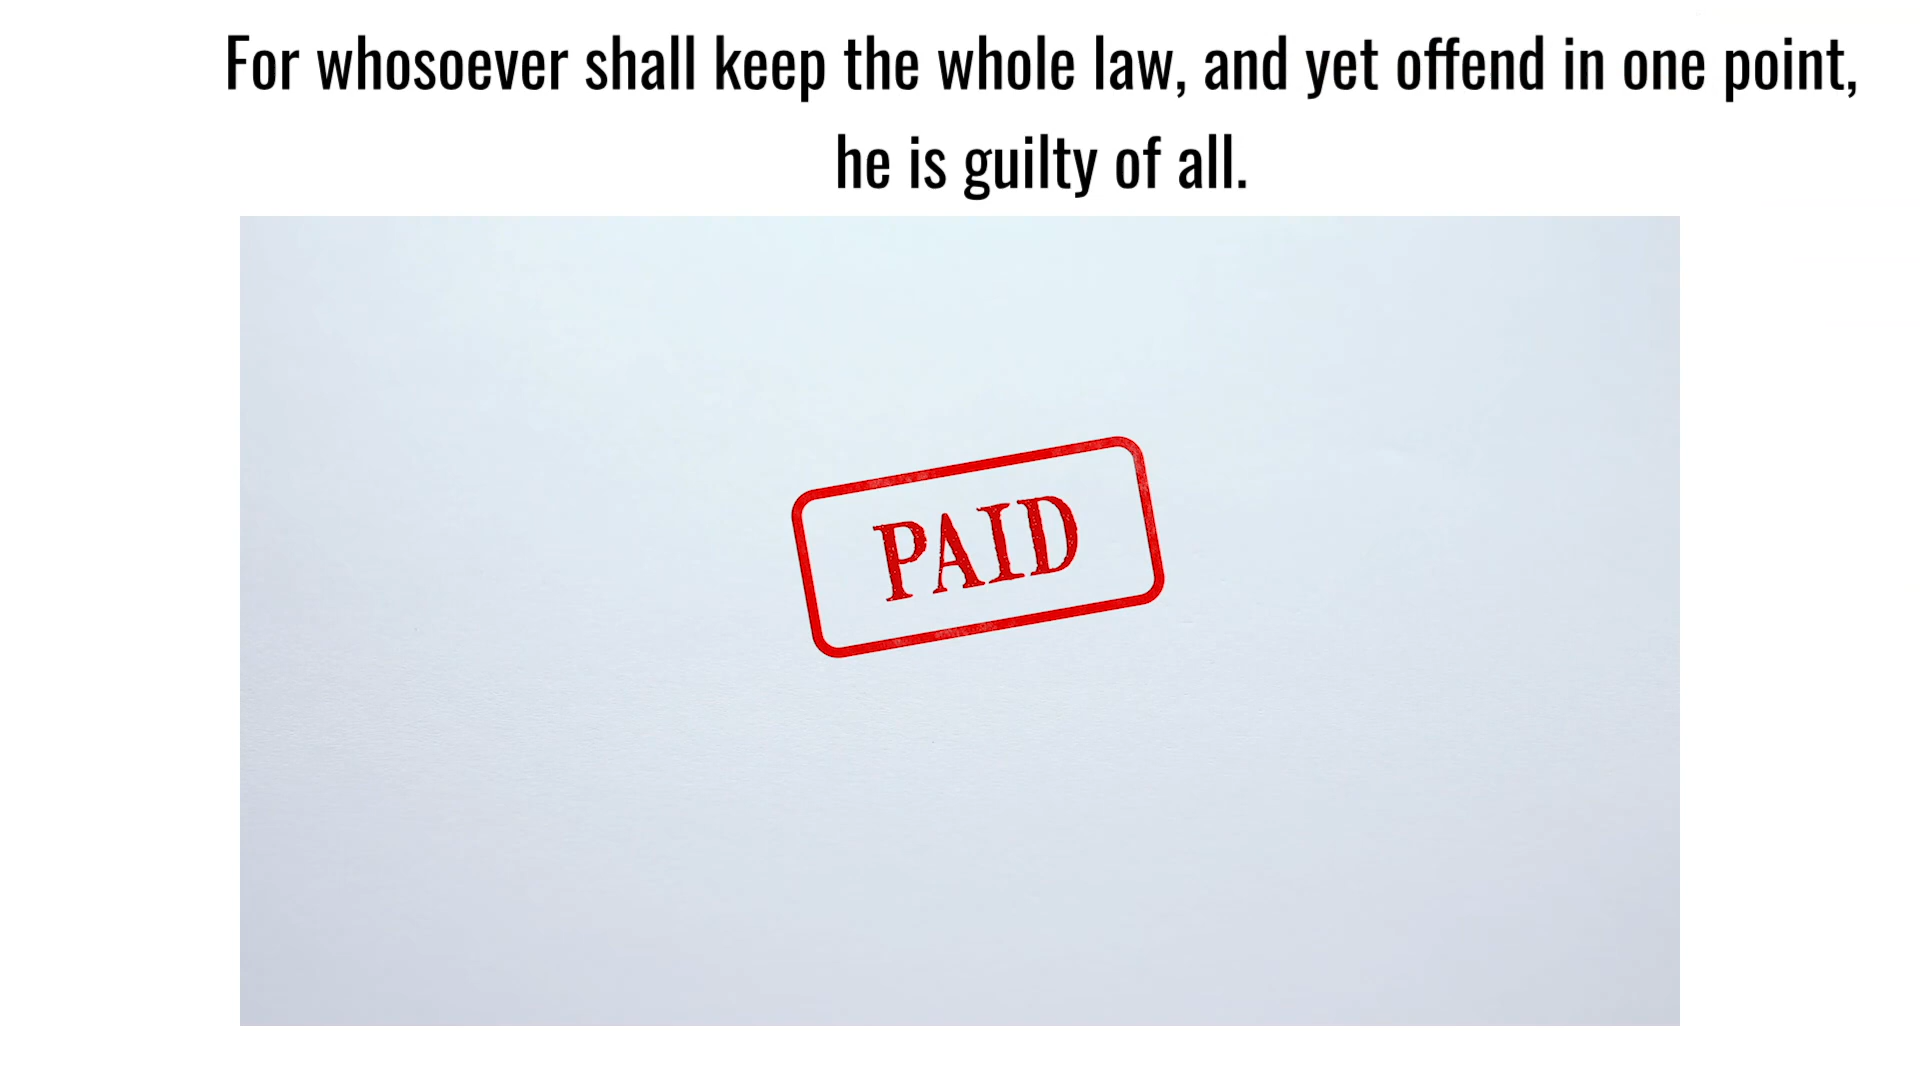 For whosoever shall keep the whole law, and yet offend in one point,
he is guilty of all.
PAID